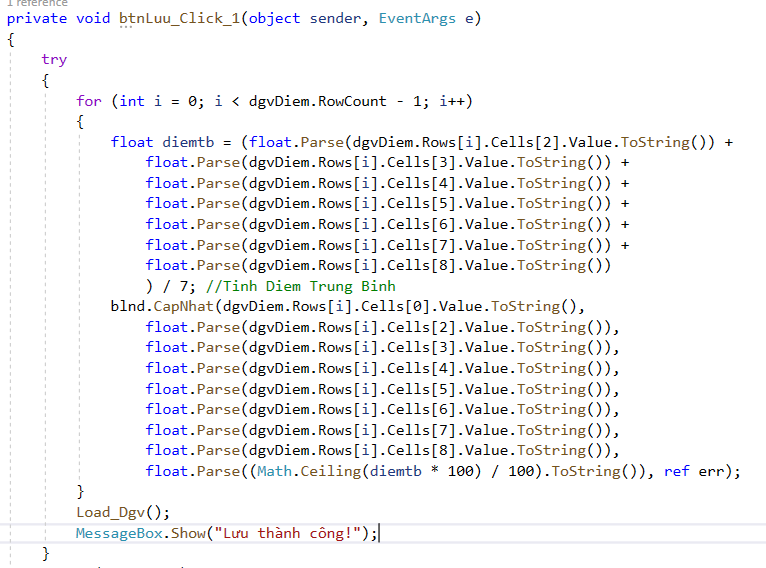 1 reference
private void btnLuu_Click_1(object sender, EventArgs e)
{
try
{
for (int i = 0; i < dgvDiem.RowCount - 1; i++)
{
float diemtb = (float.Parse(dgvDiem.Rows[i].Cells[2].Value.ToString()) +
float.Parse(dgvDiem.Rows[i].Cells[3].Value.ToString()) +
float.Parse(dgvDiem.Rows[i].Cells[4].Value.ToString()) +
float.Parse(dgvDiem.Rows[i].Cells[5].Value.ToString()) +
float.Parse(dgvDiem.Rows[i].Cells[6].Value.ToString()) +
float.Parse(dgvDiem.Rows[i].Cells[7].Value.ToString()) +
float.Parse(dgvDiem.Rows[i].Cells[8].Value.ToString())
) / 7; //Tinh Diem Trung Binh
blnd.CapNhat(dgvDiem.Rows[i].Cells[0].Value.ToString(),
float.Parse(dgvDiem.Rows[i].Cells[2].Value.ToString()),
float.Parse(dgvDiem.Rows[i].Cells[3].Value.ToString()),
float.Parse(dgvDiem.Rows[i].Cells[4].Value.ToString()),
float.Parse(dgvDiem.Rows[i].Cells[5].Value.ToString()),
float.Parse(dgvDiem.Rows[i].Cells[6].Value.ToString()),
float.Parse(dgvDiem.Rows[i].Cells[7].Value.ToString()),
float.Parse(dgvDiem.Rows[i].Cells[8].Value.ToString()),
float.Parse((Math.Ceiling(diemtb * 100) / 100).ToString()), ref err);
}
Load_Dgv();
MessageBox.Show("Lưu thành công!");
}